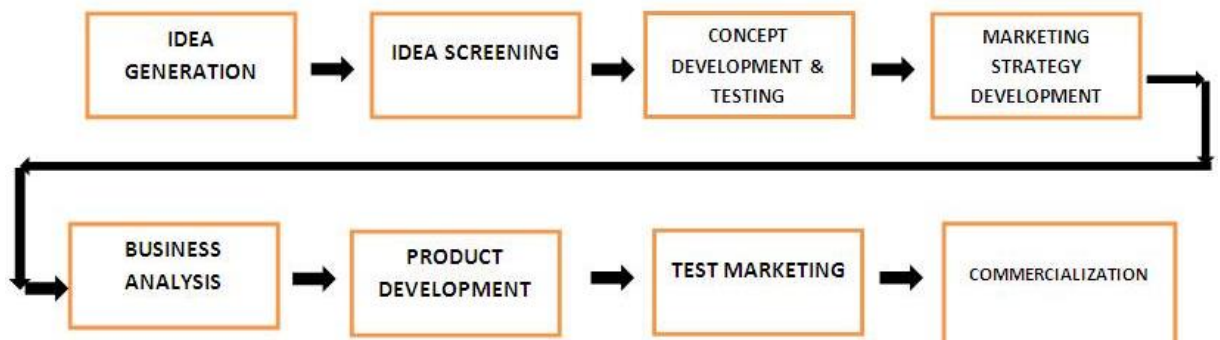 IDEA
GENERATION
IDEA SCREENING
CONCEPT
DEVELOPMENT &
TESTING
MARKETING
STRATEGY
DEVELOPMENT
BUSINESS
ANALYSIS
PRODUCT
DEVELOPMENT
TEST MARKETING
COMMERCIALIZATION